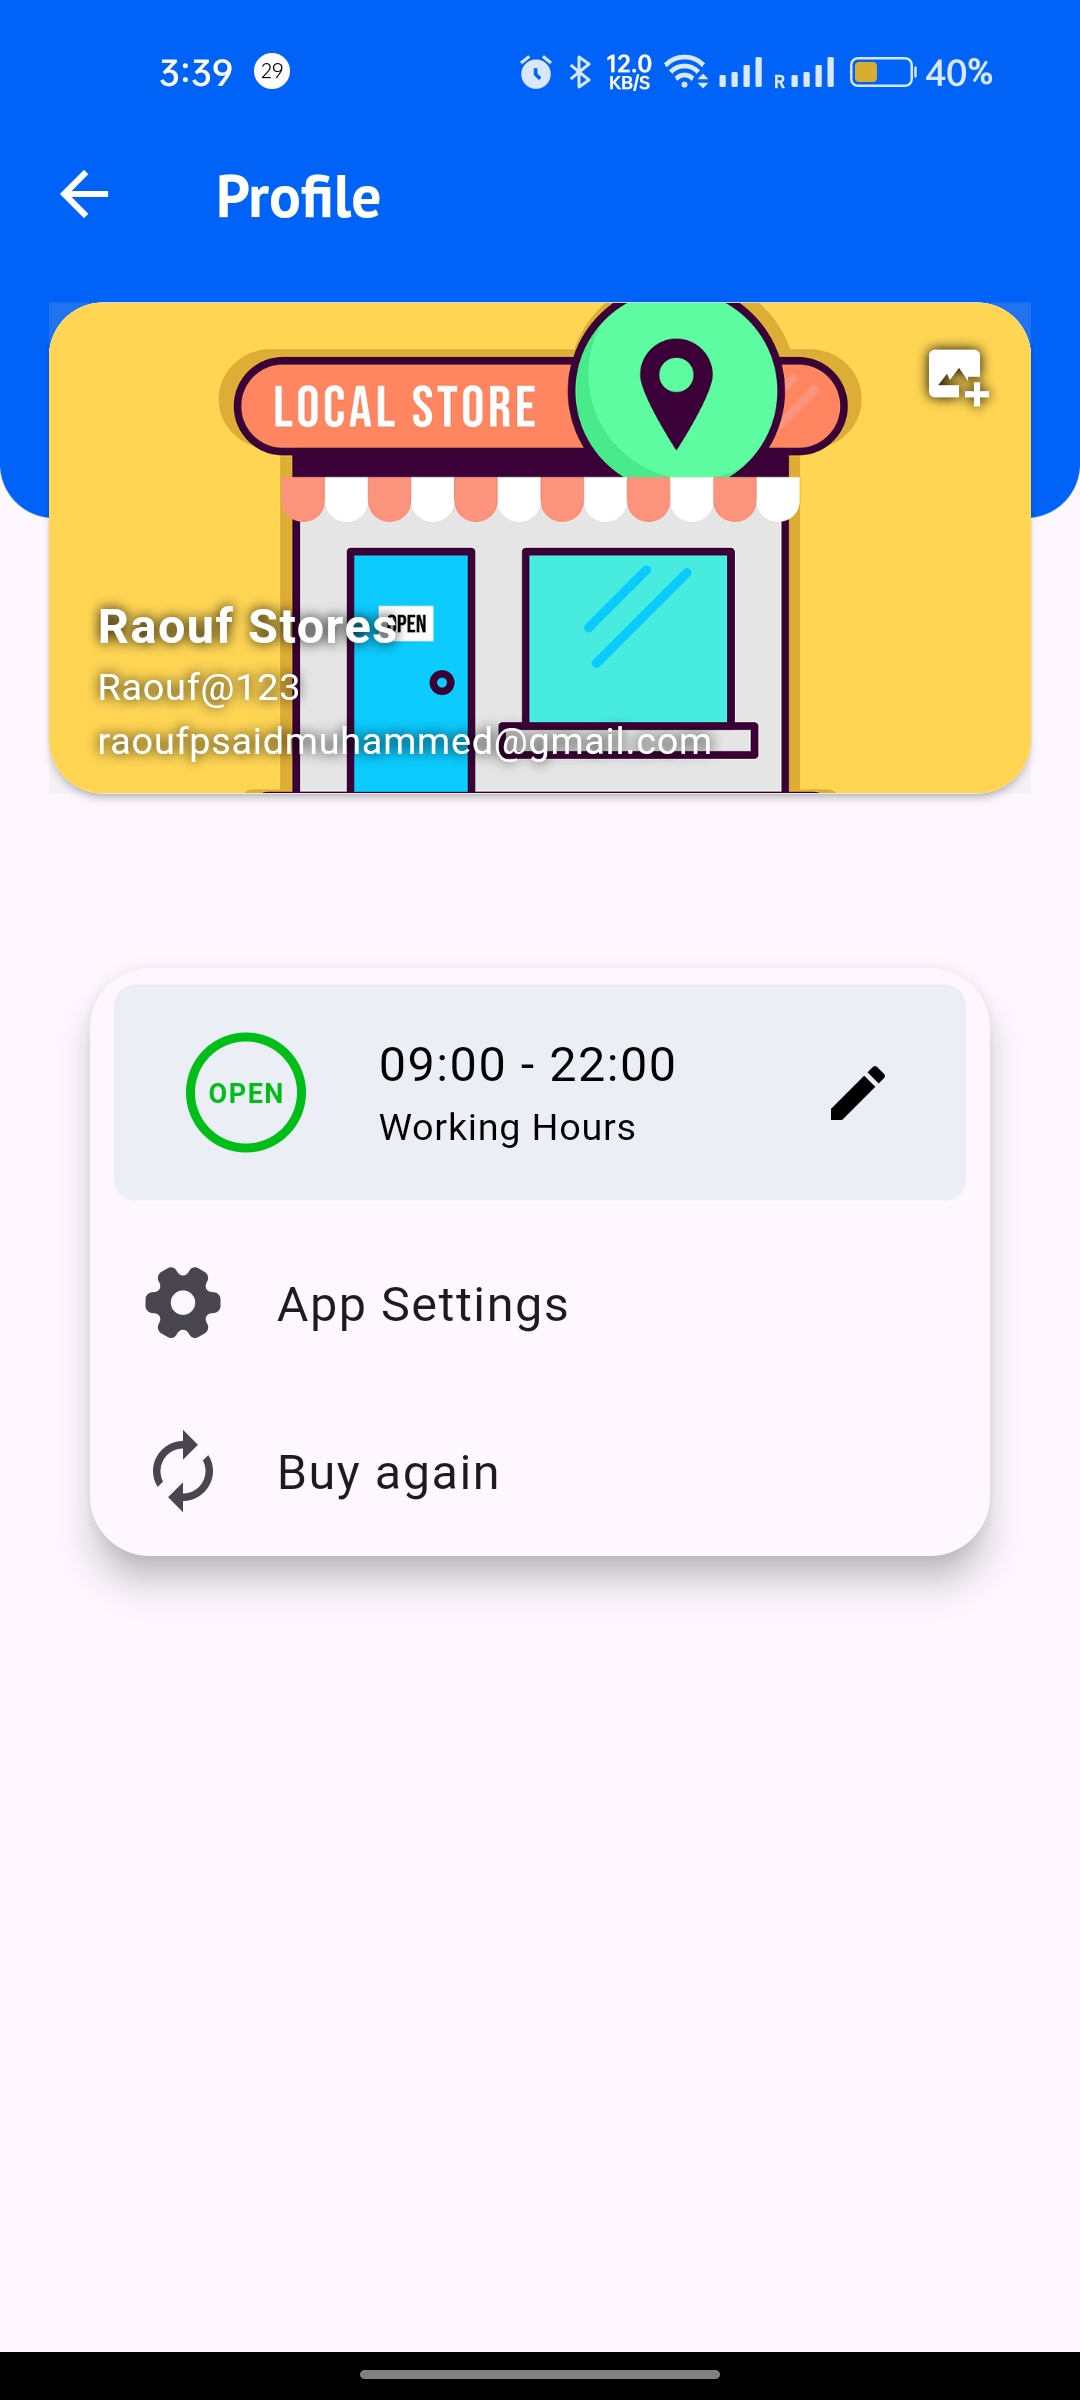 3:39 29 12.0 KB/S R 40%
Profile
LOCAL STORE
OPEN
Raouf Stores
Raouf@123
raoufpsaidmuhammed@gmail.com
OPEN
09:00 - 22:00
Working Hours
App Settings
Buy again